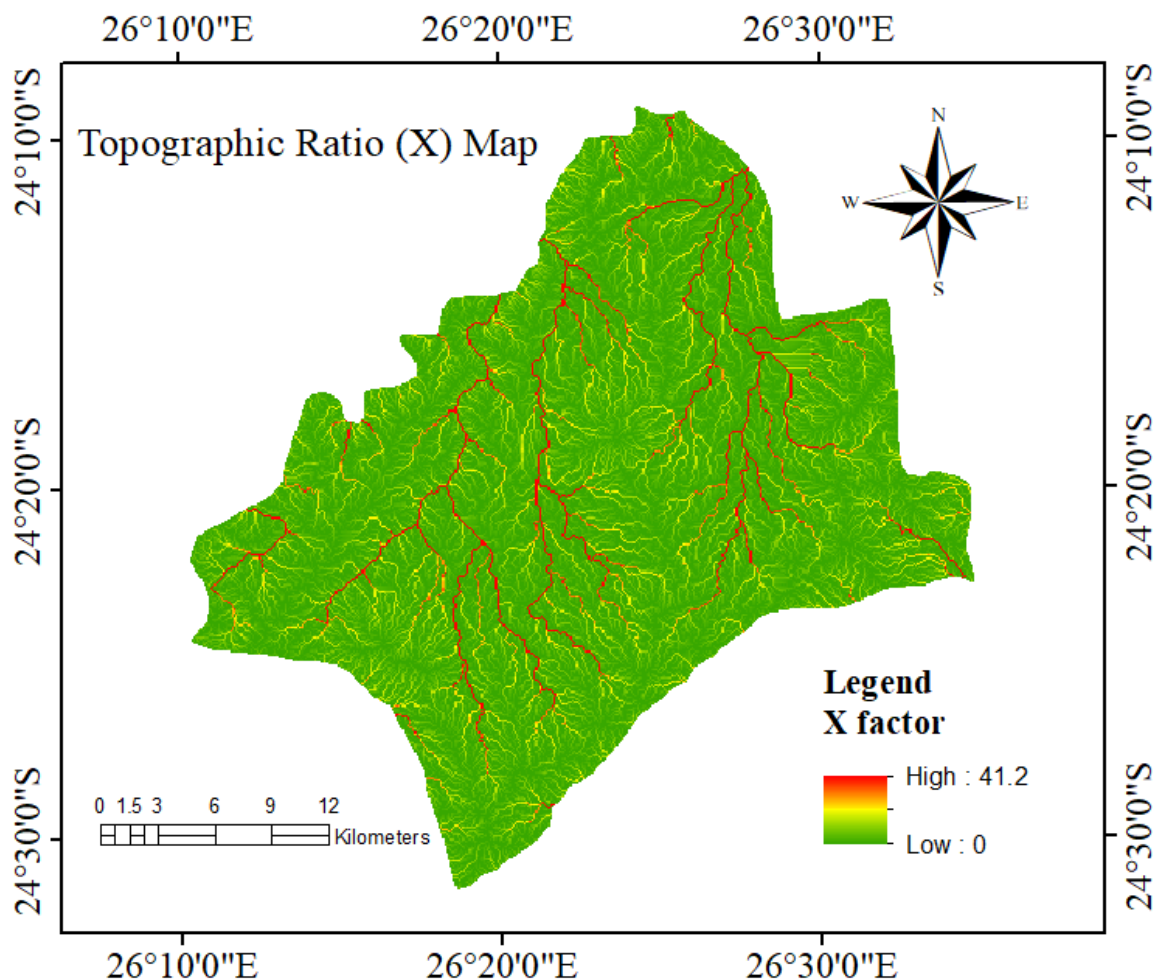 26°10'0"E 26°20'0"E 26°30'0"E
24°10'0"S
24°10'0"S
Topographic Ratio (X) Map
N
W
E
S
24°20'0"S
24°20'0"S
Legend
X factor
High : 41.2
Low : 0
0 1.5 3 6 9 12
Kilometers
24°30'0"S
24°30'0"S
26°10'0"E 26°20'0"E 26°30'0"E